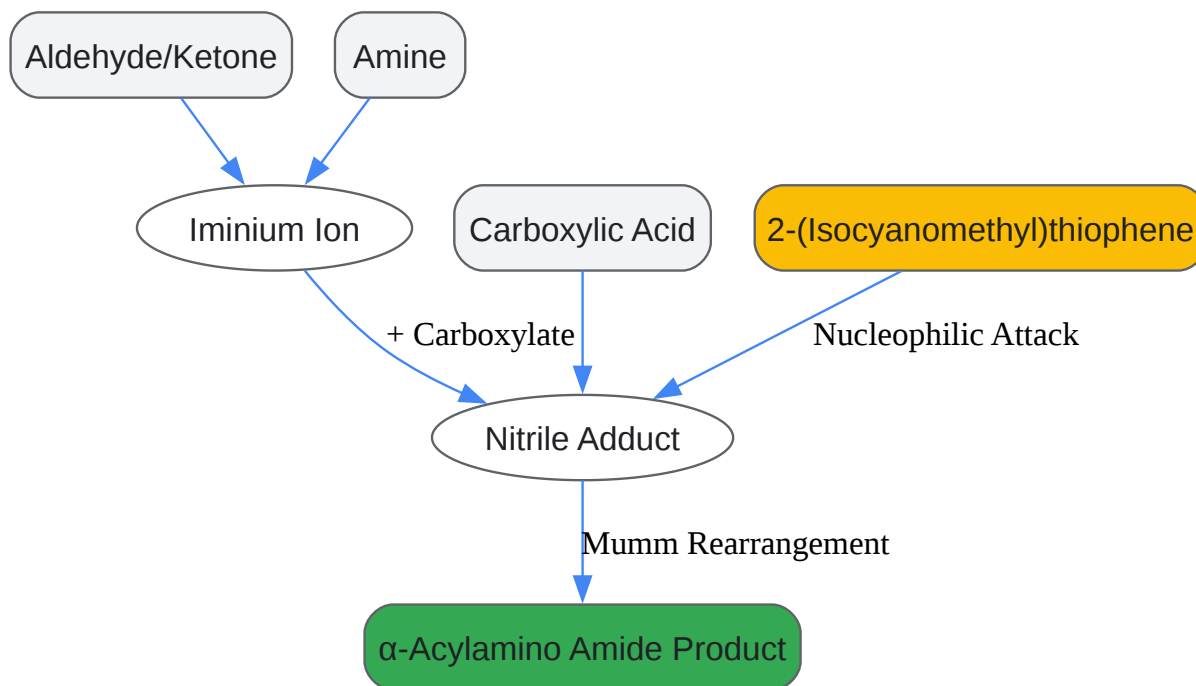 Aldehyde/Ketone
Amine
Iminium Ion
Carboxylic Acid
2-(Isocyanomethyl)thiophene
+ Carboxylate
Nucleophilic Attack
Nitrile Adduct
Mumm Rearrangement
α-Acylamino Amide Product